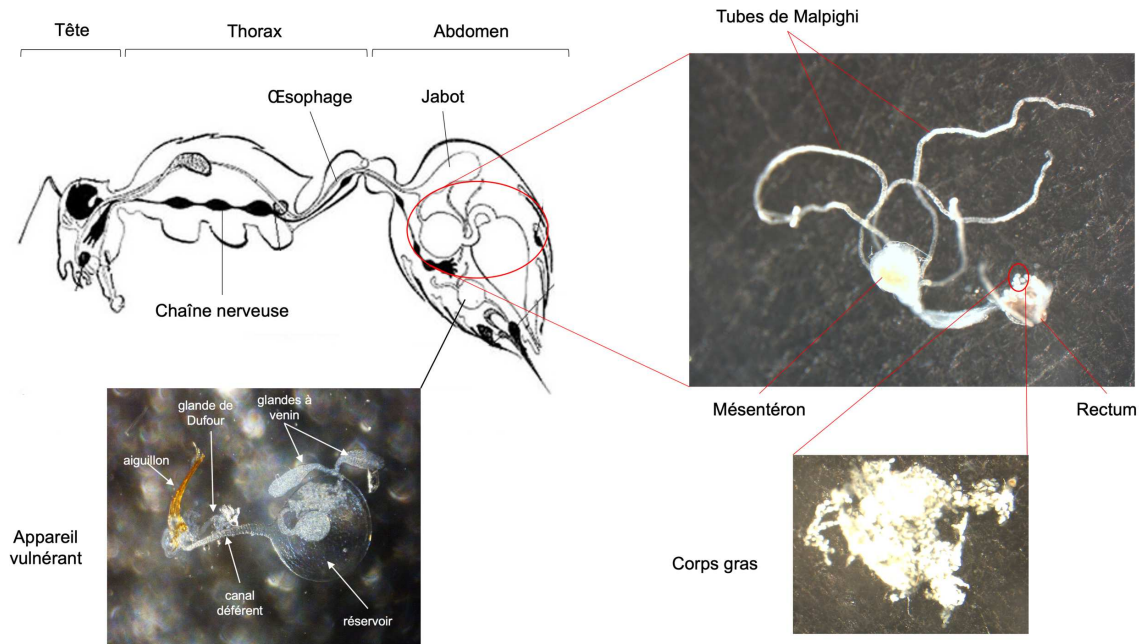 Tête
Thorax
Abdomen
Tubes de Malpighi
Œsophage
Jabot
Chaîne nerveuse
Mésentéron
Rectum
glande de
Dufour
glandes à
venin
aiguillon
Appareil
vulnérant
canal
déférent
réservoir
Corps gras